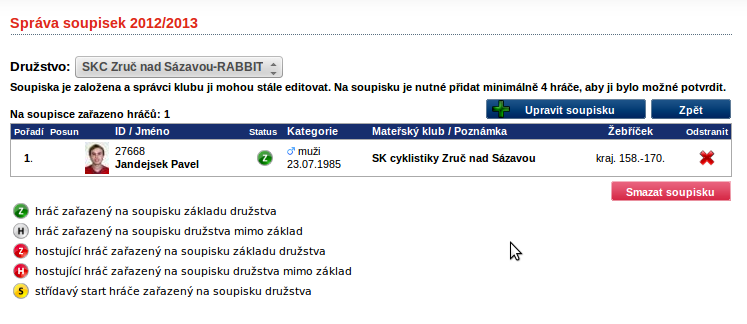 Správa soupisek 2012/2013
Družstvo: SKC Zruč nad Sázavou-RABBIT
Soupiska je založena a správci klubu ji mohou stále editovat. Na soupisku je nutné přidat minimálně 4 hráče, aby ji bylo možné potvrdit.
Na soupisce zařazeno hráčů: 1
Upravit soupisku Zpět
Pořadí Posun ID / Jméno Status Kategorie Mateřský klub / Poznámka Žebříček Odstranit
1. 27668 Z ♂ muži SK cyklistiky Zruč nad Sázavou kraj. 158.-170.
Jandejsek Pavel 23.07.1985
Smazat soupisku
Z hráč zařazený na soupisku základu družstva
H hráč zařazený na soupisku družstva mimo základ
Z hostující hráč zařazený na soupisku základu družstva
H hostující hráč zařazený na soupisku družstva mimo základ
S střídavý start hráče zařazený na soupisku družstva